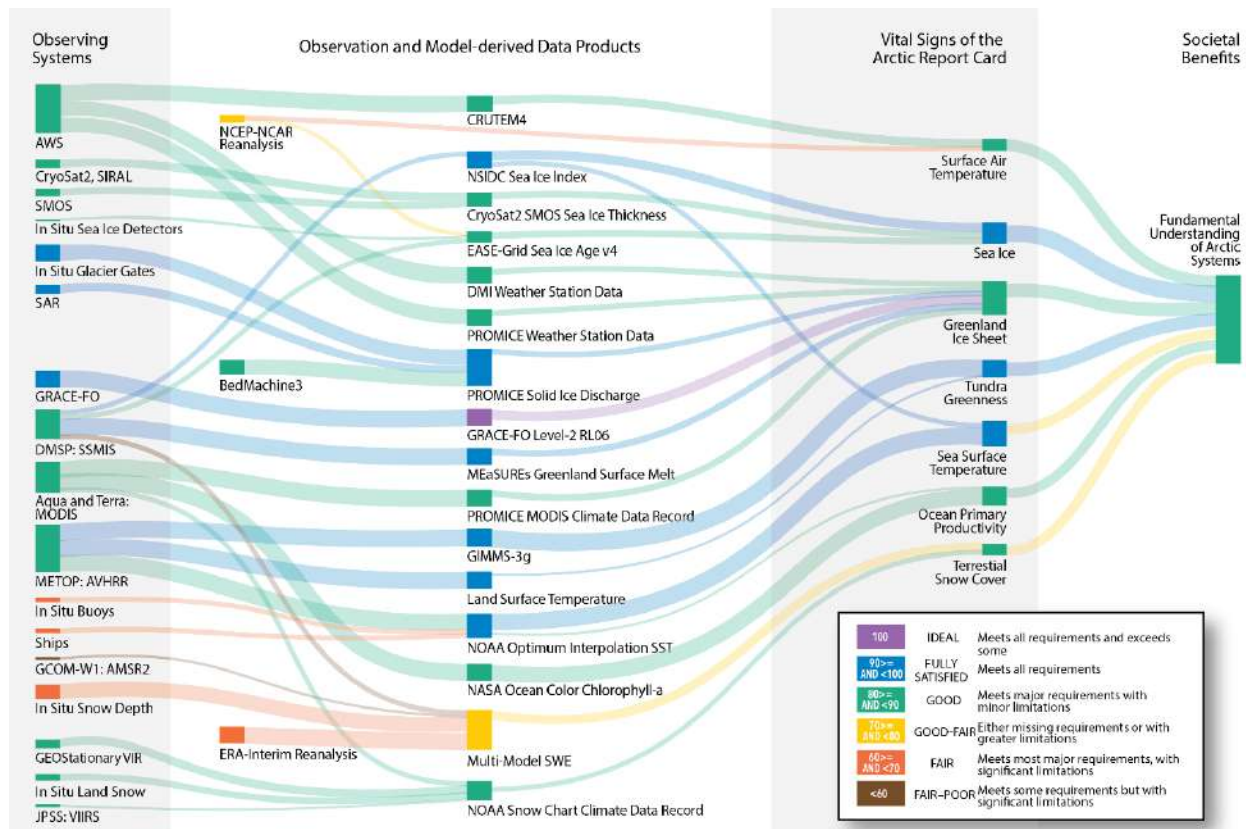 Observing
Systems
Observation and Model-derived Data Products
Vital Signs of the
Arctic Report Card
Societal
Benefits
AWS
CryoSat2, SIRAL
SMOS
In Situ Sea Ice Detectors
In Situ Glacier Gates
SAR
GRACE-FO
DMSP: SSMIS
Aqua and Terra:
MODIS
METOP: AVHRR
In Situ Buoys
Ships
GCOM-W1: AMSR2
In Situ Snow Depth
GEOStationary VIR
In Situ Land Snow
JPSS: VIIRS
NCEP-NCAR
Reanalysis
BedMachine3
ERA-Interim Reanalysis
CRUTEM4
NSIDC Sea Ice Index
CryoSat2 SMOS Sea Ice Thickness
EASE-Grid Sea Ice Age v4
DMI Weather Station Data
PROMICE Weather Station Data
PROMICE Solid Ice Discharge
GRACE-FO Level-2 RL06
MEaSUREs Greenland Surface Melt
PROMICE MODIS Climate Data Record
GIMMS-3g
Land Surface Temperature
NOAA Optimum Interpolation SST
NASA Ocean Color Chlorophyll-a
Multi-Model SWE
NOAA Snow Chart Climate Data Record
Surface Air
Temperature
Sea Ice
Greenland
Ice Sheet
Tundra
Greenness
Sea Surface
Temperature
Ocean Primary
Productivity
Terrestial
Snow Cover
Fundamental
Understanding
of Arctic
Systems
100 IDEAL Meets all requirements and exceeds
some
90>=
AND <100
FULLY
SATISFIED
Meets all requirements
80>=
AND <90
GOOD
Meets major requirements with
minor limitations
70>=
AND <80
GOOD-FAIR
Either missing requirements or with
greater limitations
60>=
AND <70
FAIR
Meets most major requirements, with
significant limitations
<60 FAIR–POOR Meets some requirements but with
significant limitations